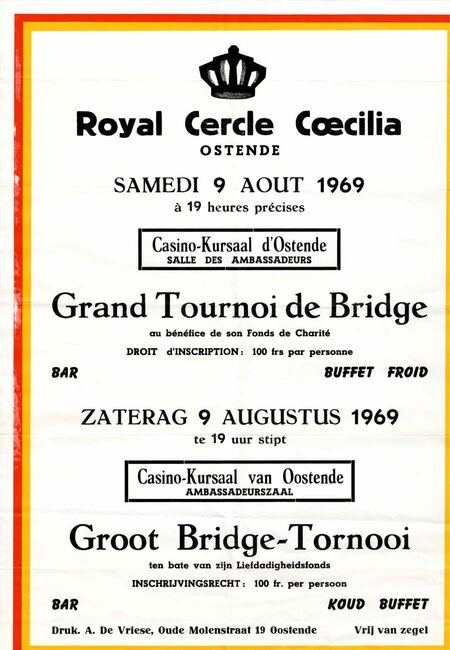 Royal Cercle Cœcilia
OSTENDE
SAMEDI 9 AOUT 1969
à 19 heures précises
Casino-Kursaal d'Ostende
SALLE DES AMBASSADEURS
Grand Tournoi de Bridge
au bénéfice de son Fonds de Charité
DROIT d'INSCRIPTION: 100 frs par personne
BAR BUFFET FROID
ZATERAG 9 AUGUSTUS 1969
te 19 uur stipt
Casino-Kursaal van Oostende
AMBASSADEURSZAAL
Groot Bridge-Tornooi
ten bate van zijn Liefdadigheidsfonds
INSCHRIJVINGSRECHT: 100 fr. per persoon
BAR KOUD BUFFET
Druk. A. De Vriese, Oude Molenstraat 19 Oostende Vrij van zegel